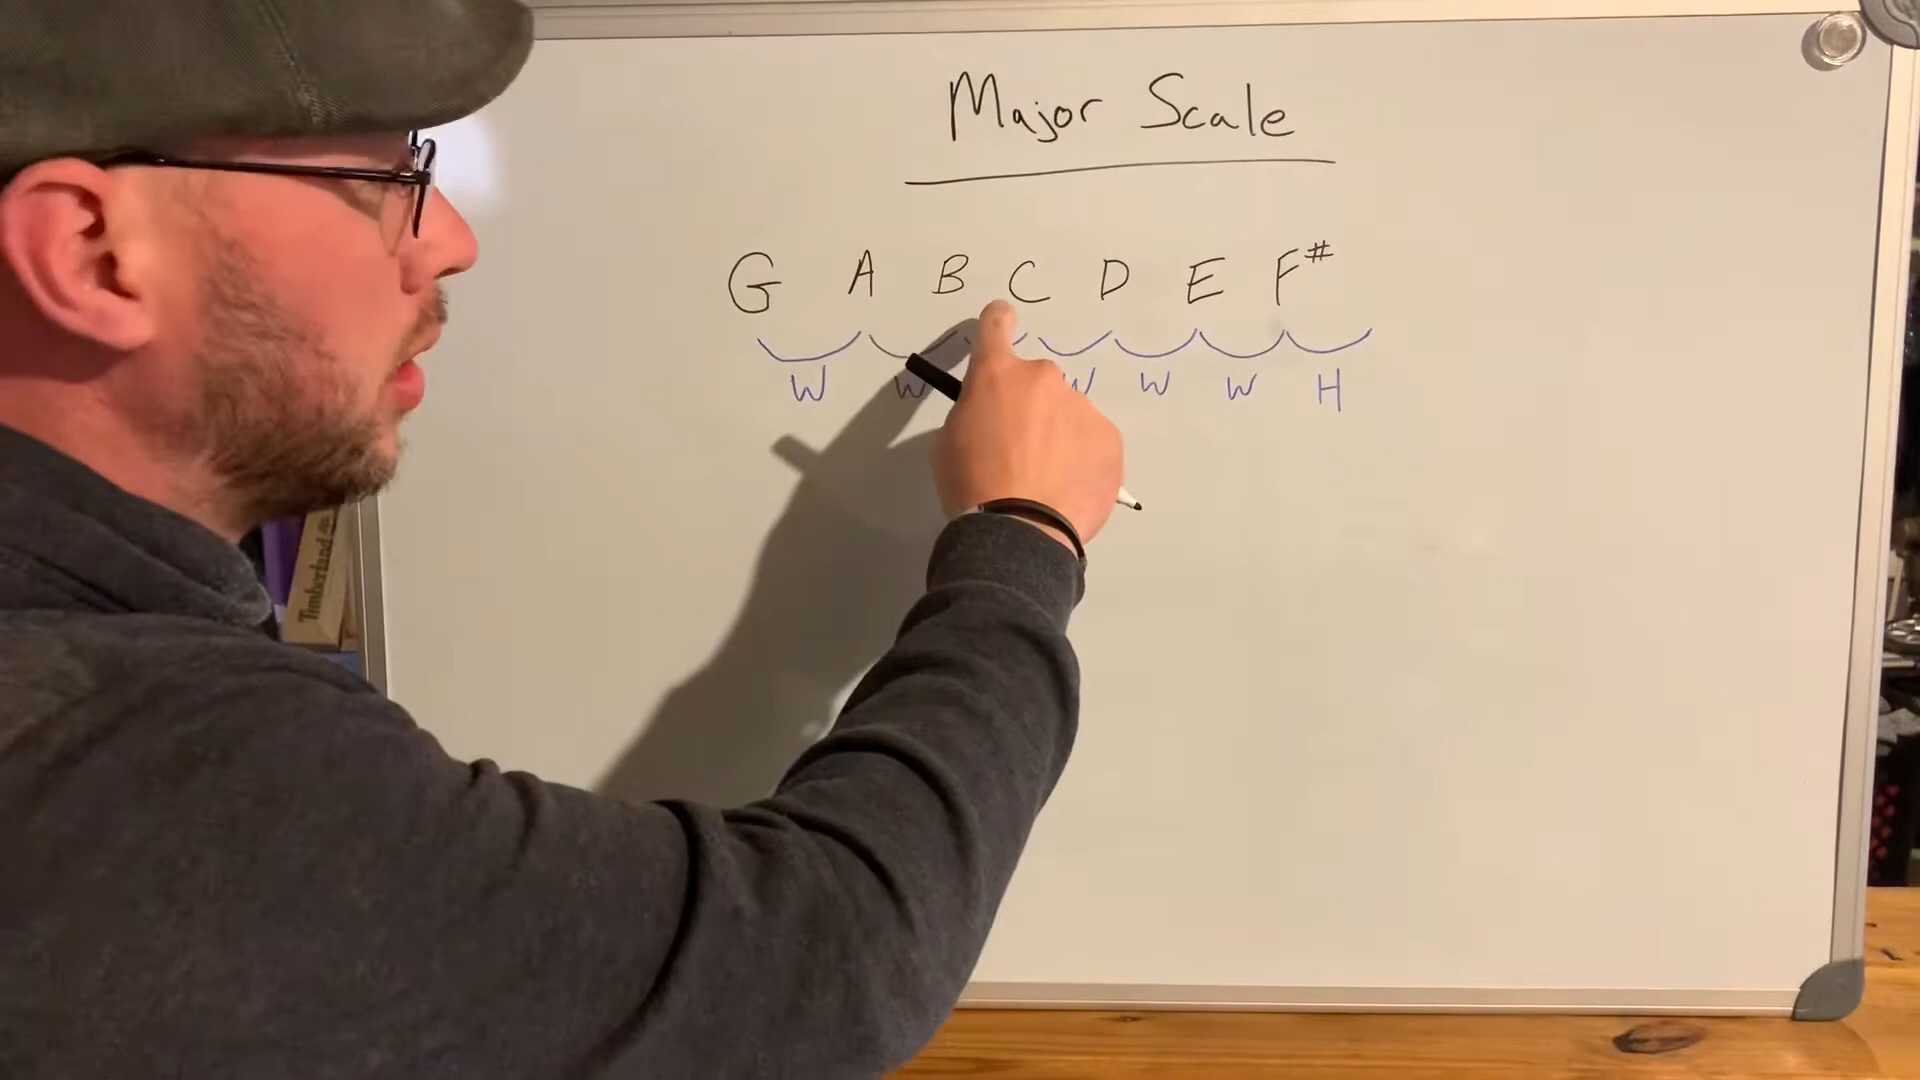 Major Scale
G A B C D E F#
W W W W W H
Timberland